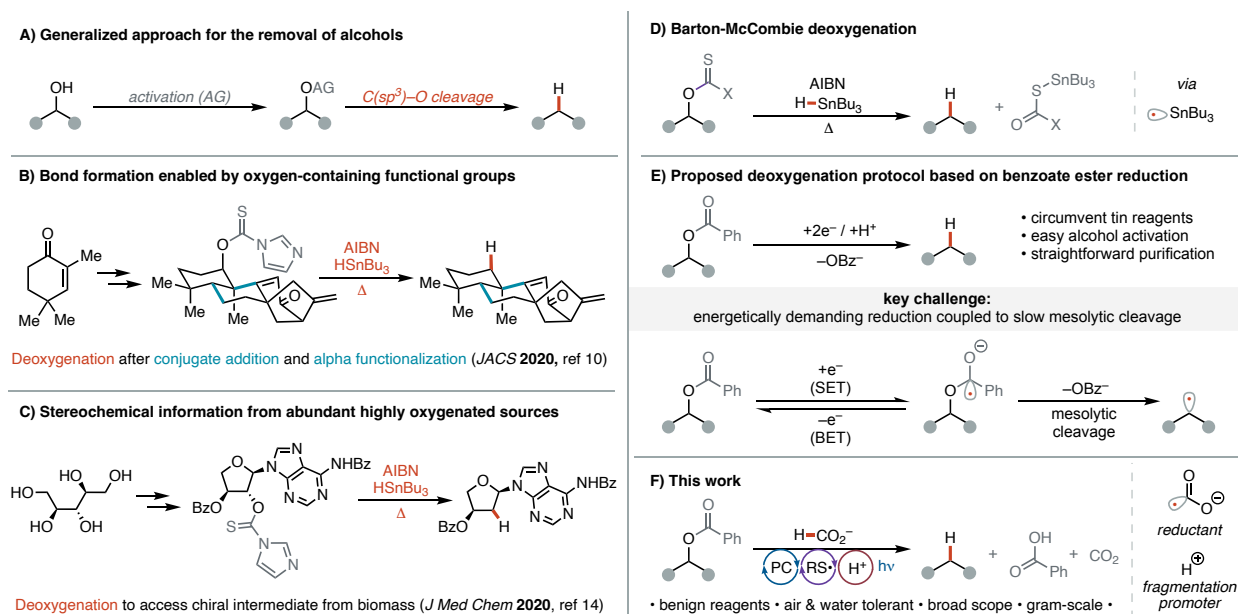 A) Generalized approach for the removal of alcohols
OH
activation (AG)
OAG
C(sp³)–O cleavage
H
B) Bond formation enabled by oxygen-containing functional groups
O
Me
Me
Me
S
N
N
O
Me
Me
Me
O
AIBN
HSnBu₃
Δ
H
Me
Me
Me
O
Deoxygenation after conjugate addition and alpha functionalization (JACS 2020, ref 10)
C) Stereochemical information from abundant highly oxygenated sources
HO
OH
OH
OH
OH
O
N
N
N
N
NHBz
BzO
O
S
N
N
AIBN
HSnBu₃
Δ
O
N
N
N
N
NHBz
BzO
H
Deoxygenation to access chiral intermediate from biomass (J Med Chem 2020, ref 14)
D) Barton-McCombie deoxygenation
S
O
X
AIBN
H–SnBu₃
Δ
H
+
SnBu₃
S
O
X
via
SnBu₃
E) Proposed deoxygenation protocol based on benzoate ester reduction
O
O
Ph
+2e⁻ / +H⁺
–OBz⁻
H
• circumvent tin reagents
• easy alcohol activation
• straightforward purification
key challenge:
energetically demanding reduction coupled to slow mesolytic cleavage
O
O
Ph
+e⁻
(SET)
–e⁻
(BET)
O⊖
O
Ph
–OBz⁻
mesolytic
cleavage
F) This work
O
O
Ph
H–CO₂⁻
PC
RS•
H⁺
hν
H
+
OH
O
Ph
+ CO₂
O
O⊖
reductant
H⊕
fragmentation
promoter
• benign reagents • air & water tolerant • broad scope • gram-scale •